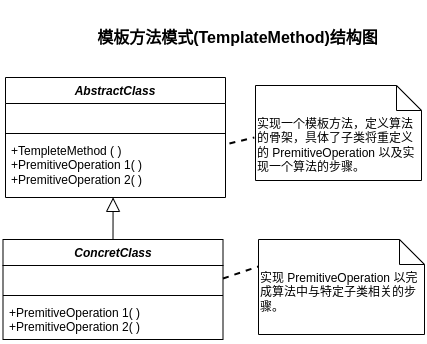 模板方法模式(TemplateMethod)结构图
AbstractClass
+TempleteMethod ( )
+PremitiveOperation 1( )
+PremitiveOperation 2( )
实现一个模板方法，定义算法
的骨架，具体了子类将重定义
的 PremitiveOperation 以及实
现一个算法的步骤。
ConcretClass
+PremitiveOperation 1( )
+PremitiveOperation 2( )
实现 PremitiveOperation 以完
成算法中与特定子类相关的步
骤。